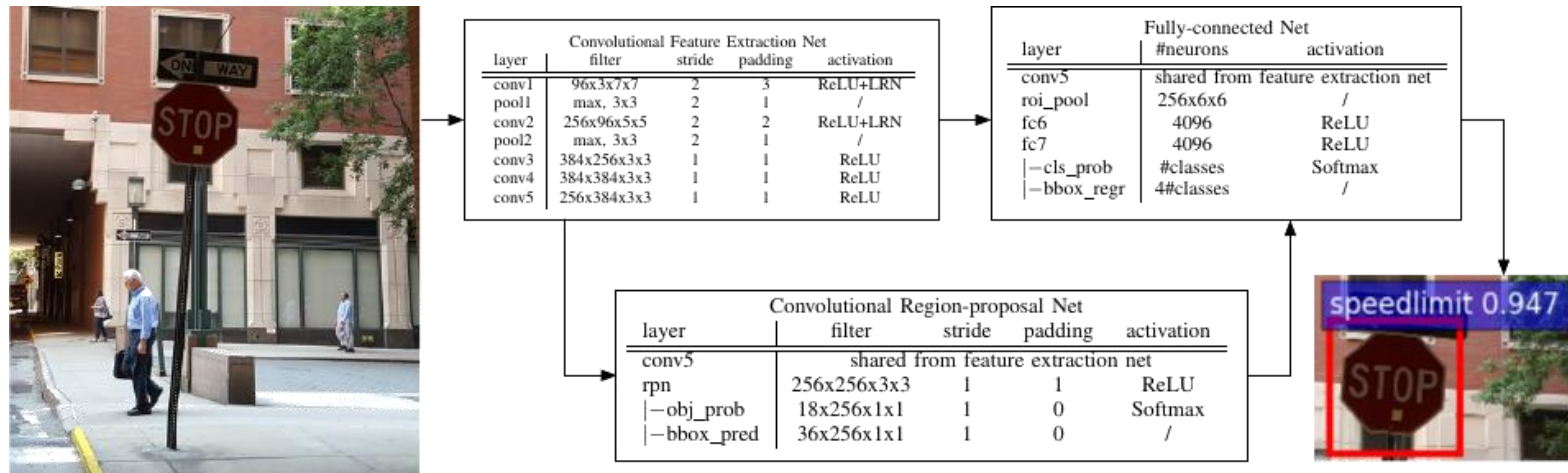 ONE WAY
STOP
Convolutional Feature Extraction Net
layer filter stride padding activation
conv1 96x3x7x7 2 3 ReLU+LRN
pool1 max, 3x3 2 1 /
conv2 256x96x5x5 2 2 ReLU+LRN
pool2 max, 3x3 2 1 /
conv3 384x256x3x3 1 1 ReLU
conv4 384x384x3x3 1 1 ReLU
conv5 256x384x3x3 1 1 ReLU
Fully-connected Net
layer #neurons activation
conv5 shared from feature extraction net
roi_pool 256x6x6 /
fc6 4096 ReLU
fc7 4096 ReLU
|−cls_prob #classes Softmax
|−bbox_regr 4#classes /
Convolutional Region-proposal Net
layer filter stride padding activation
conv5 shared from feature extraction net
rpn 256x256x3x3 1 1 ReLU
|−obj_prob 18x256x1x1 1 0 Softmax
|−bbox_pred 36x256x1x1 1 0 /
speedlimit 0.947
STOP